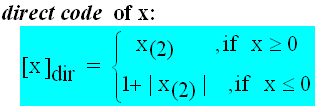 direct code of x:
[x]dir = { x(2) ,if x ≥ 0
1+ | x(2) | ,if x ≤ 0